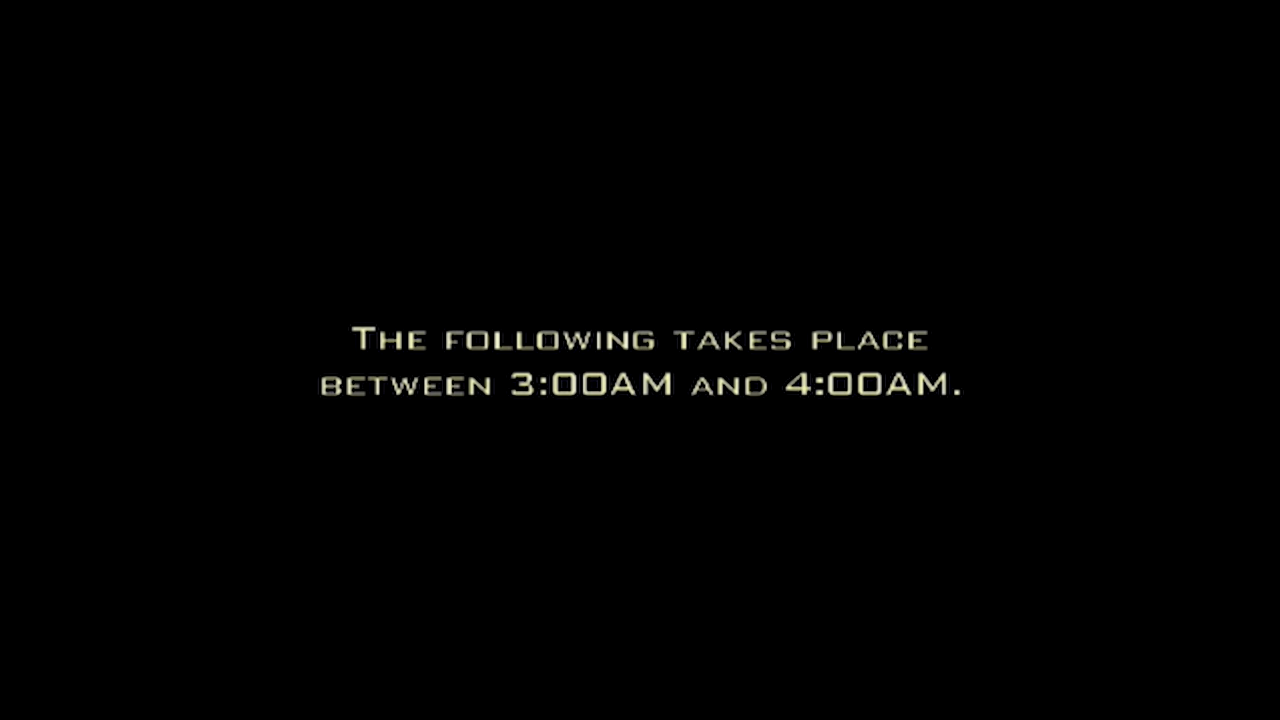 The following takes place
between 3:00AM and 4:00AM.